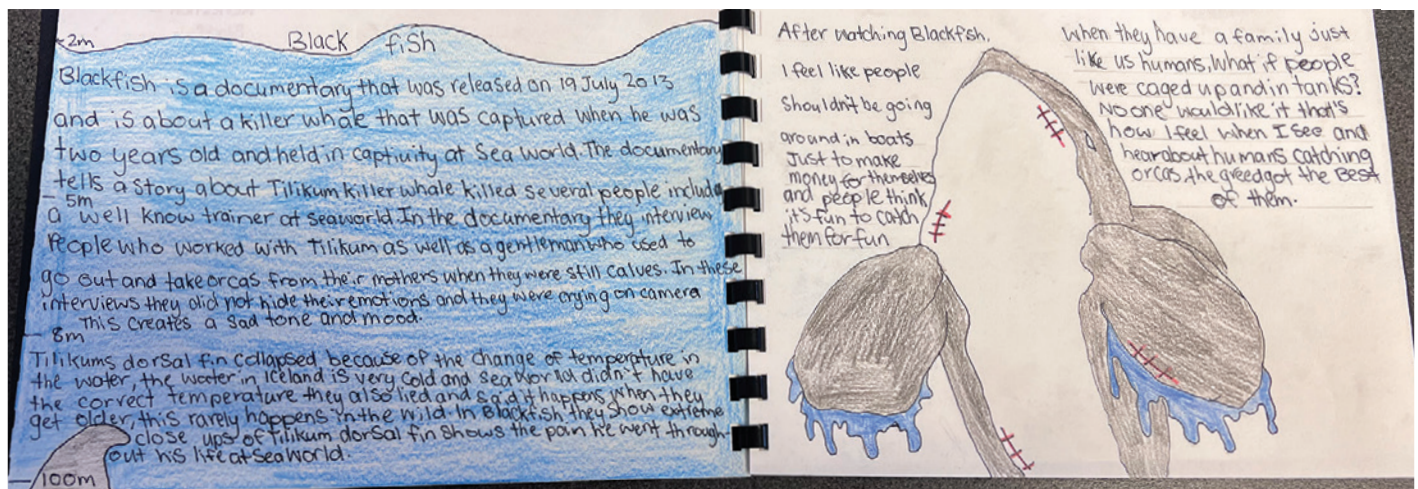 ~2m
Black fish
Blackfish is a documentary that was released on 19 July 2013
and is about a killer whale that was captured when he was
two years old and held in captivity at Sea World. The documentary
tells a story about Tilikum killer whale killed several people include
- 5m
a well know trainer at seaworld. In the documentary they interview
People who worked with Tilikum as well as a gentleman who used to
go out and take orcas from their mothers when they were still calves. In these
interviews they did not hide their emotions and they were crying on camera
This creates a sad tone and mood.
- 8m
Tilikums dorsal fin collapsed because of the change of temperature in
the water, the water in Iceland is very cold and Sea World didn't have
the correct temperature they also lied and said it happens when they
get older, this rarely happens in the wild. In Blackfish they show extreme
close ups of Tilikum dorsal fin shows the pain he went through-
out his life at SeaWorld.
- 100m
After watching Blackfish.
I feel like people
Shouldn't be going
around in boats
Just to make
money for themselves
and people think
it's fun to catch
them for fun
when they have a family just
like us humans, What if people
were caged up and in tanks?
No one would like it that's
how I feel when I see and
hear about humans catching
orcas, the greed got the Best
of them.